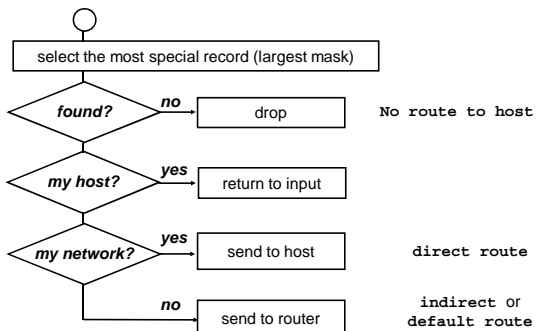 select the most special record (largest mask)
found?
no
drop
No route to host
my host?
yes
return to input
my network?
yes
send to host
direct route
no
send to router
indirect or
default route